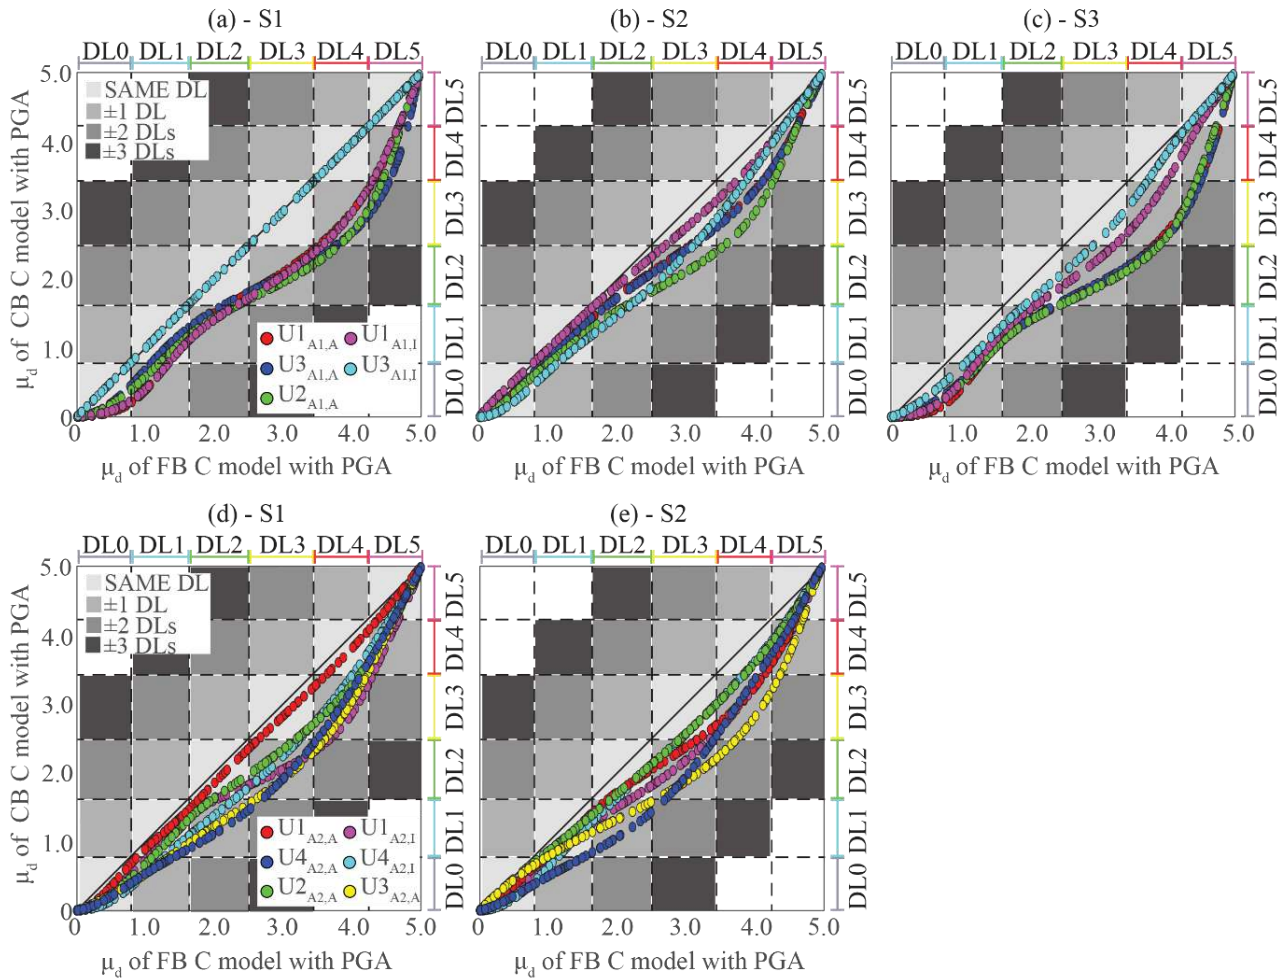 (a) - S1
(b) - S2
(c) - S3
DL0 DL1 DL2 DL3 DL4 DL5
DL0 DL1 DL2 DL3 DL4 DL5
DL0 DL1 DL2 DL3 DL4 DL5
μd of CB C model with PGA
5.0
4.0
3.0
2.0
1.0
0
SAME DL
±1 DL
±2 DLs
±3 DLs
U1A1,A U1A1,I
U3A1,A U3A1,I
U2A1,A
DL5
DL4
DL3
DL2
DL1
DL0
DL5
DL4
DL3
DL2
DL1
DL0
DL5
DL4
DL3
DL2
DL1
DL0
0 1.0 2.0 3.0 4.0 5.0
0 1.0 2.0 3.0 4.0 5.0
0 1.0 2.0 3.0 4.0 5.0
μd of FB C model with PGA
μd of FB C model with PGA
μd of FB C model with PGA
(d) - S1
(e) - S2
DL0 DL1 DL2 DL3 DL4 DL5
DL0 DL1 DL2 DL3 DL4 DL5
μd of CB C model with PGA
5.0
4.0
3.0
2.0
1.0
0
SAME DL
±1 DL
±2 DLs
±3 DLs
U1A2,A U1A2,I
U4A2,A U4A2,I
U2A2,A U3A2,A
DL5
DL4
DL3
DL2
DL1
DL0
DL5
DL4
DL3
DL2
DL1
DL0
0 1.0 2.0 3.0 4.0 5.0
0 1.0 2.0 3.0 4.0 5.0
μd of FB C model with PGA
μd of FB C model with PGA